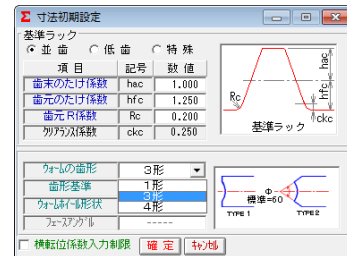 Σ 寸法初期設定
基準ラック
並 歯 低 歯 特 殊
項 目 記号 数 値
歯末のたけ係数 hac 1.000
歯元のたけ係数 hfc 1.250
歯元 R係数 Rc 0.200
クリアランス係数 ckc 0.250
hac
hfc
Rc
ckc
基準ラック
ウォームの歯形 3形
歯形基準 1形
3形
ウォームホイール形状 4形
フェースアングル -----
Φ
標準=60
TYPE1 TYPE2
横転位係数入力制限 確 定 キャンセル